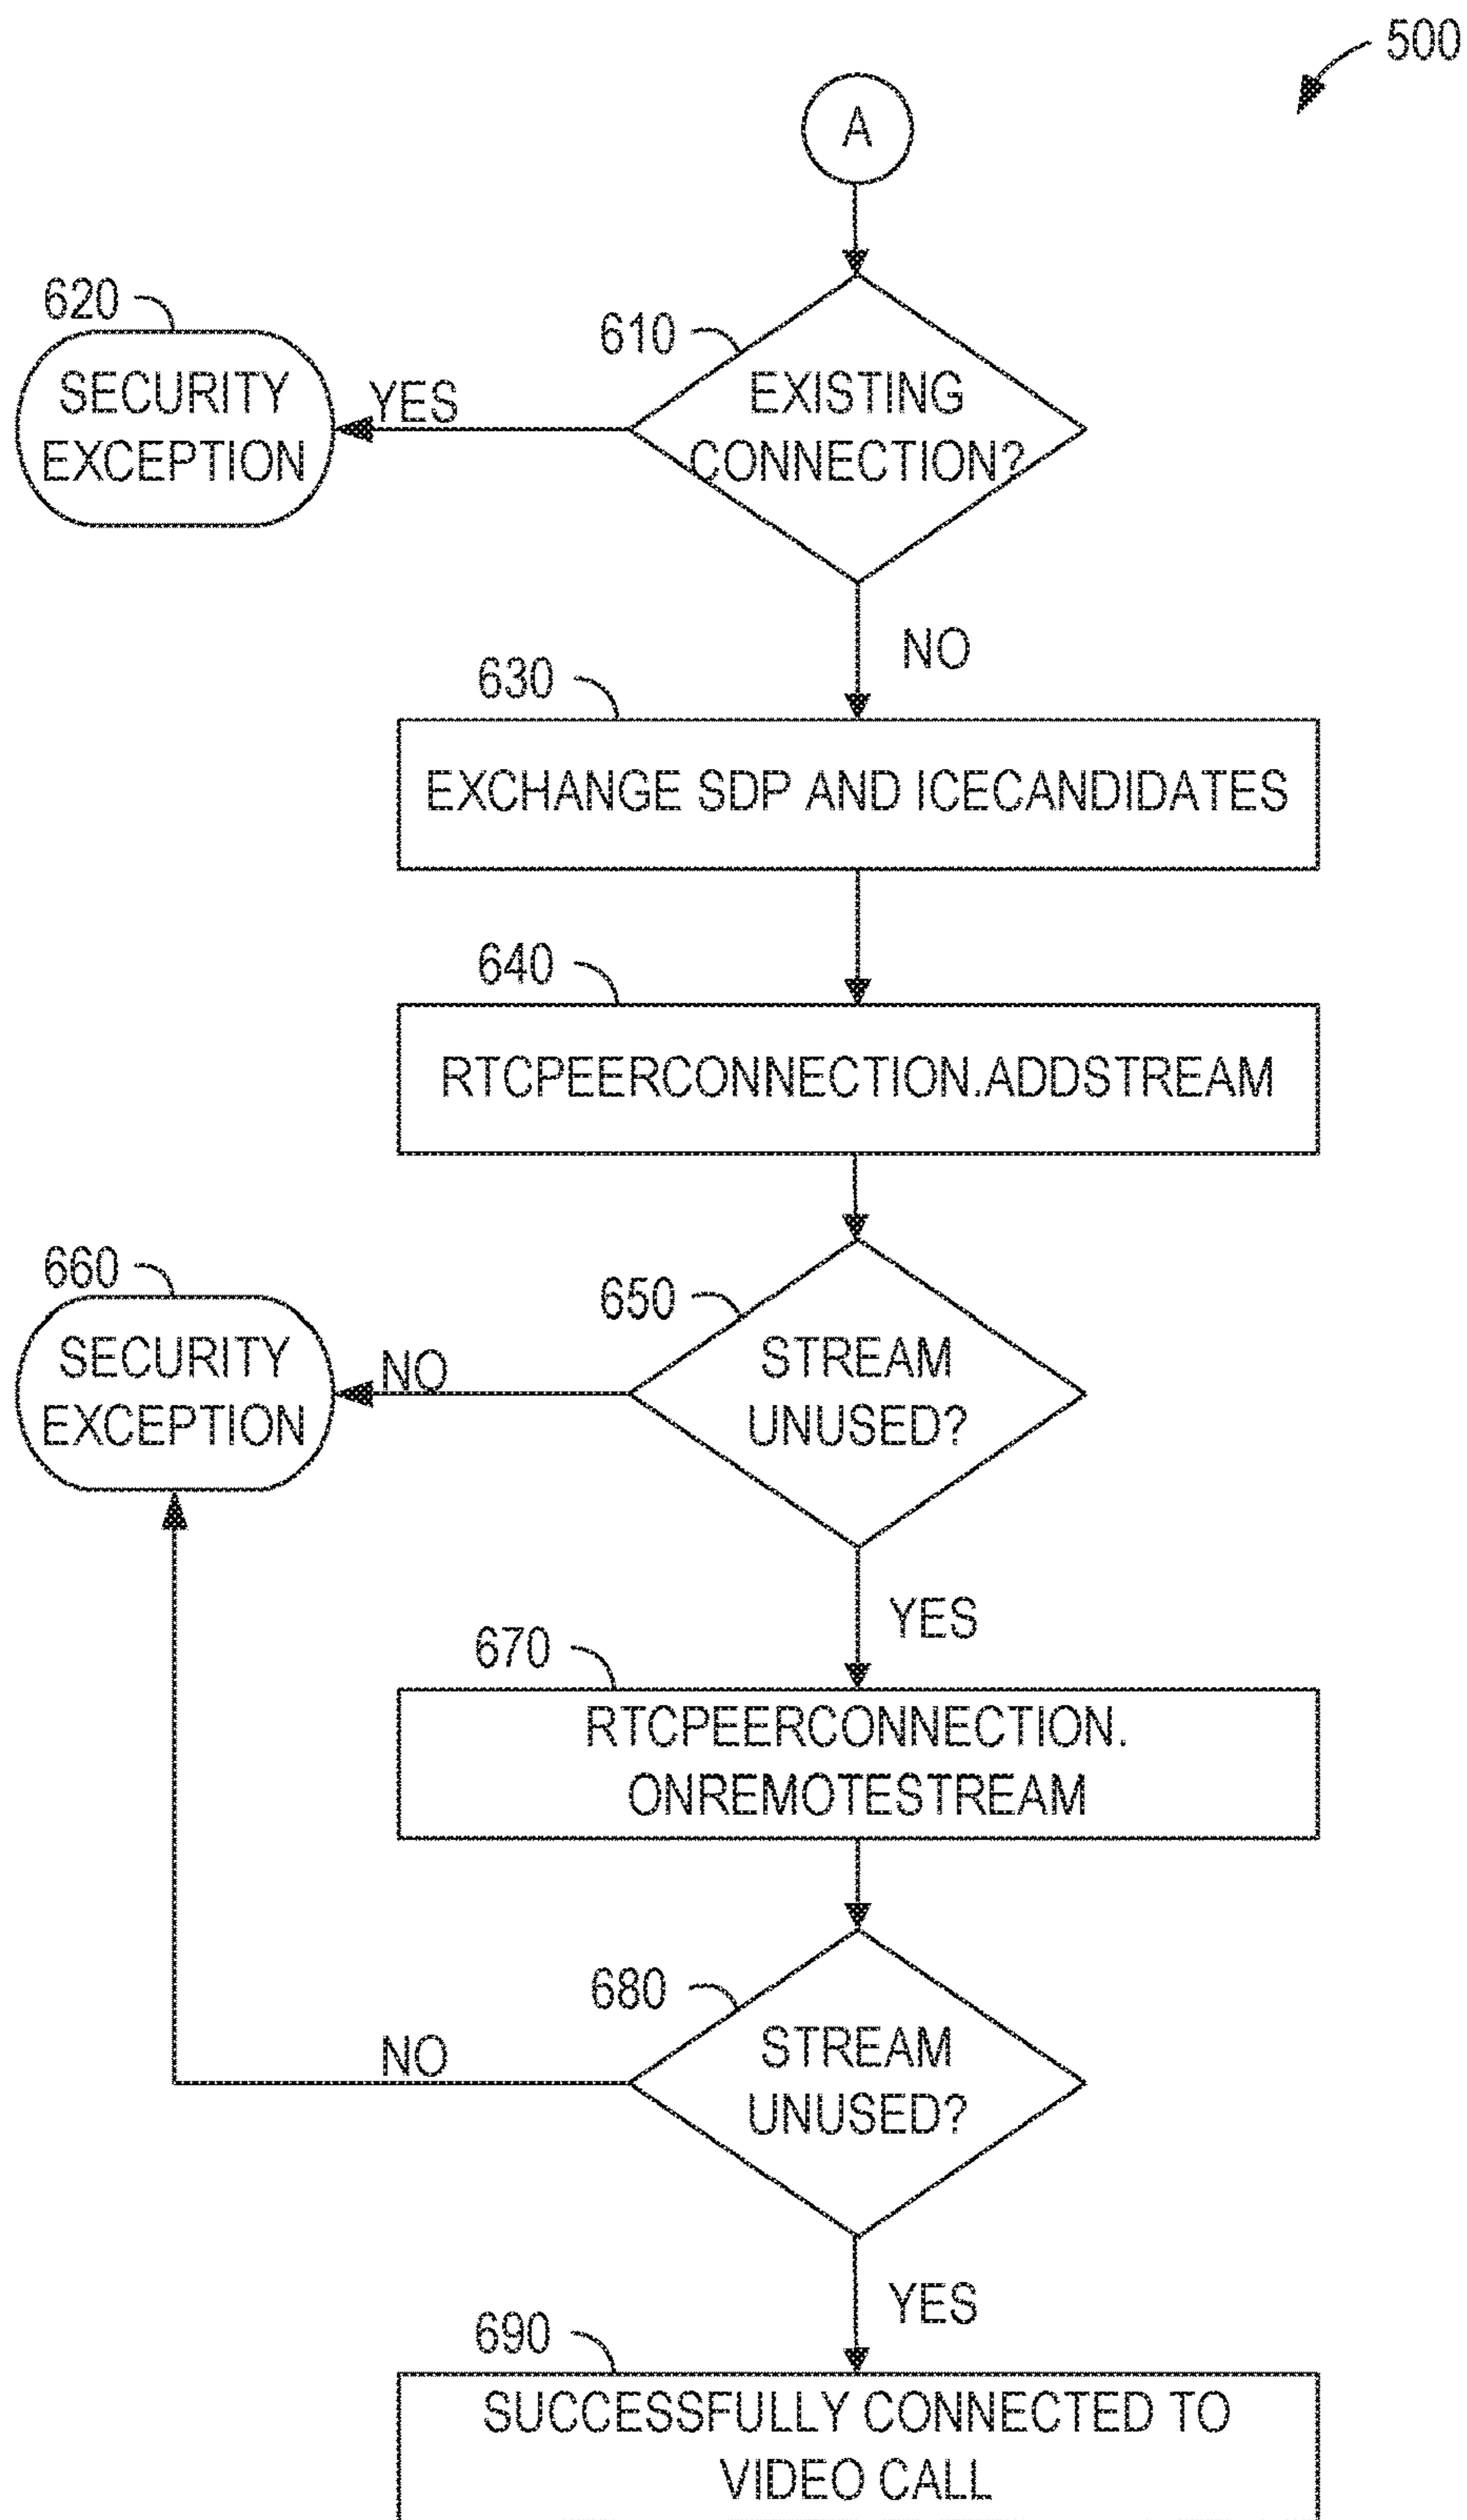 500
A
620
610
SECURITY
EXCEPTION
YES
EXISTING
CONNECTION?
NO
630
EXCHANGE SDP AND ICECANDIDATES
640
RTCPEERCONNECTION.ADDSTREAM
660
650
SECURITY
EXCEPTION
NO
STREAM
UNUSED?
YES
670
RTCPEERCONNECTION.
ONREMOTESTREAM
680
NO
STREAM
UNUSED?
YES
690
SUCCESSFULLY CONNECTED TO
VIDEO CALL